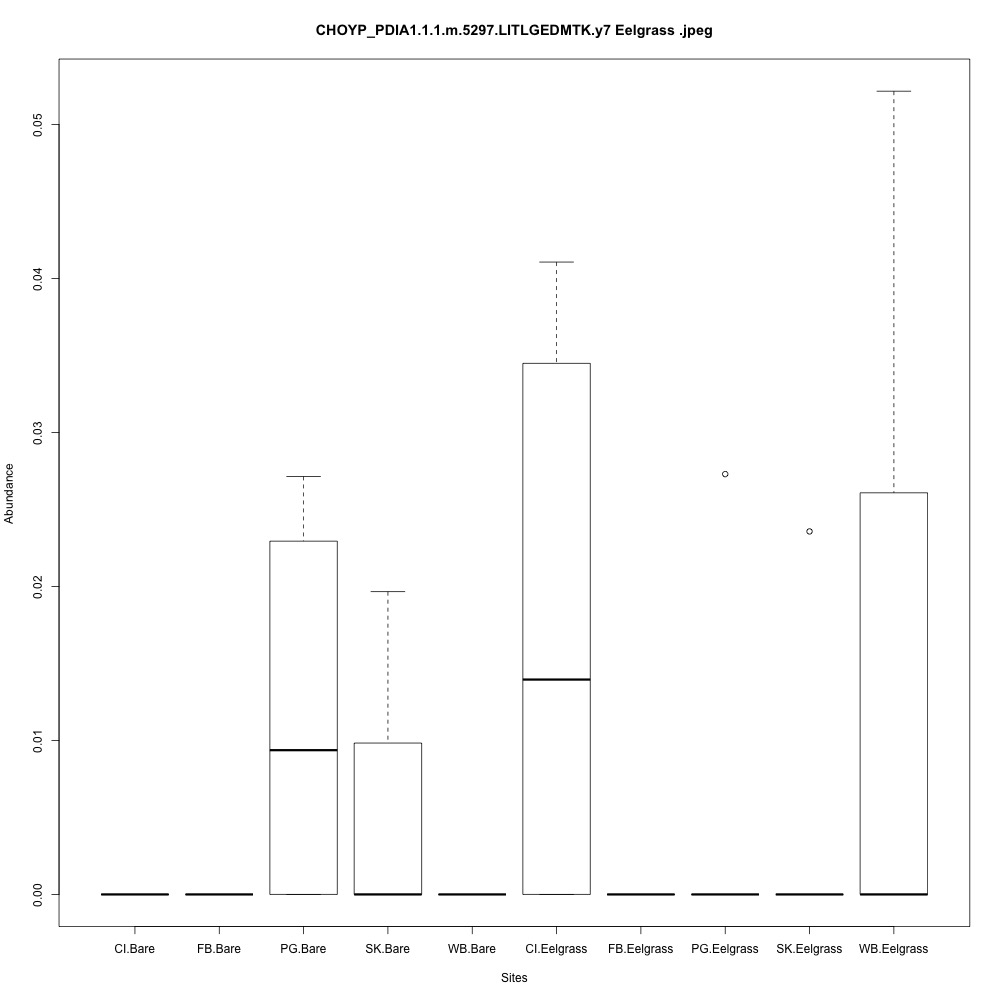 CHOYP_PDIA1.1.1.m.5297.LITLGEDMTK.y7 Eelgrass .jpeg
Abundance
0.05
0.04
0.03
0.02
0.01
0.00
CI.Bare FB.Bare PG.Bare SK.Bare WB.Bare CI.Eelgrass FB.Eelgrass PG.Eelgrass SK.Eelgrass WB.Eelgrass
Sites